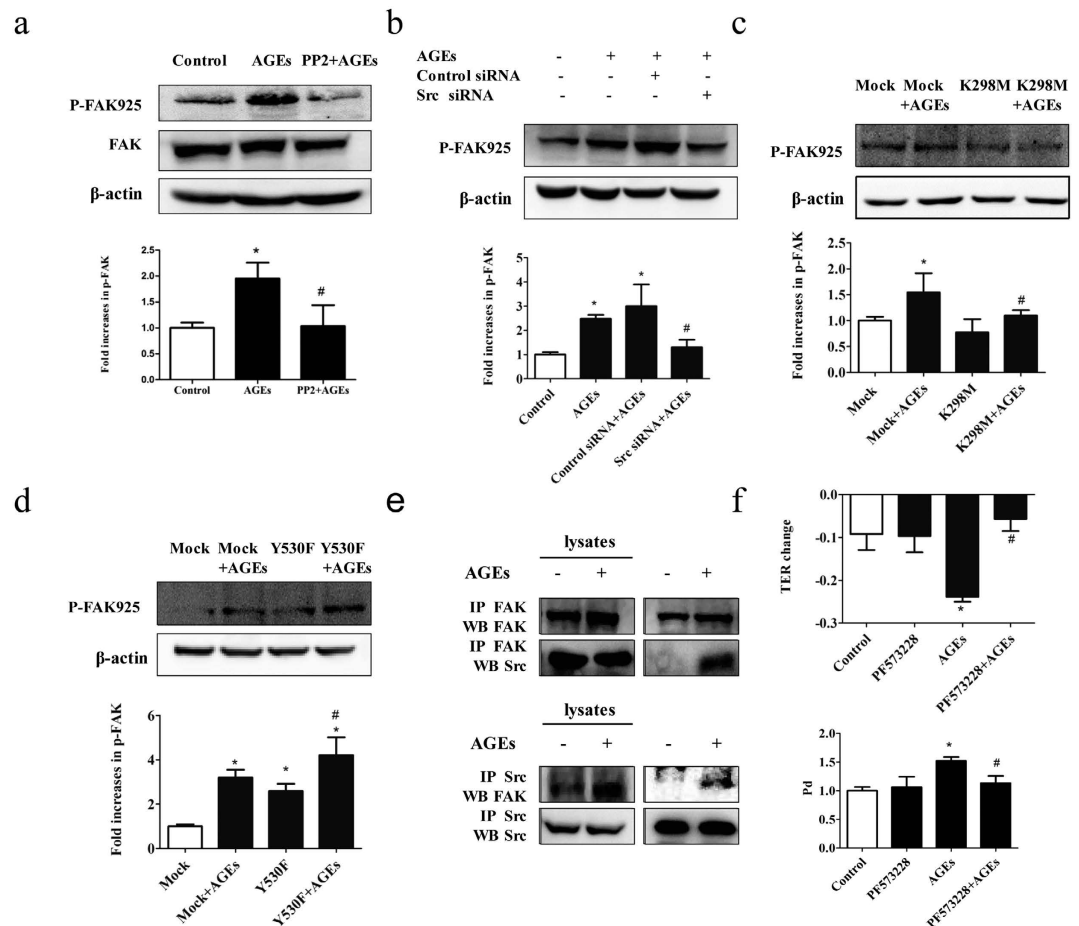 a
Control AGEs PP2+AGEs
P-FAK925
FAK
β-actin
Fold increases in p-FAK
2.5
2.0
1.5
1.0
0.5
0.0
Control AGEs PP2+AGEs
* #
b
AGEs - + + +
Control siRNA - - + -
Src siRNA - - - +
P-FAK925
β-actin
Fold increases in p-FAK
5
4
3
2
1
0
* * #
Control AGEs Control siRNA+AGEs Src siRNA+AGEs
c
Mock Mock K298M K298M
+AGEs +AGEs
P-FAK925
β-actin
Fold increases in p-FAK
2.0
1.5
1.0
0.5
0.0
* #
Mock Mock+AGEs K298M K298M+AGEs
d
Mock Mock Y530F Y530F
+AGEs +AGEs
P-FAK925
β-actin
Fold increases in p-FAK
6
4
2
0
* * # *
Mock Mock+AGEs Y530F Y530F+AGEs
e
lysates
AGEs - + - +
IP FAK
WB FAK
IP FAK
WB Src
lysates
AGEs - + - +
IP Src
WB FAK
IP Src
WB Src
f
TER change
0.0
-0.1
-0.2
-0.3
* #
Control PF573228 AGEs PF573228+AGEs
Pd
2.0
1.5
1.0
0.5
0.0
* #
Control PF573228 AGEs PF573228+AGEs